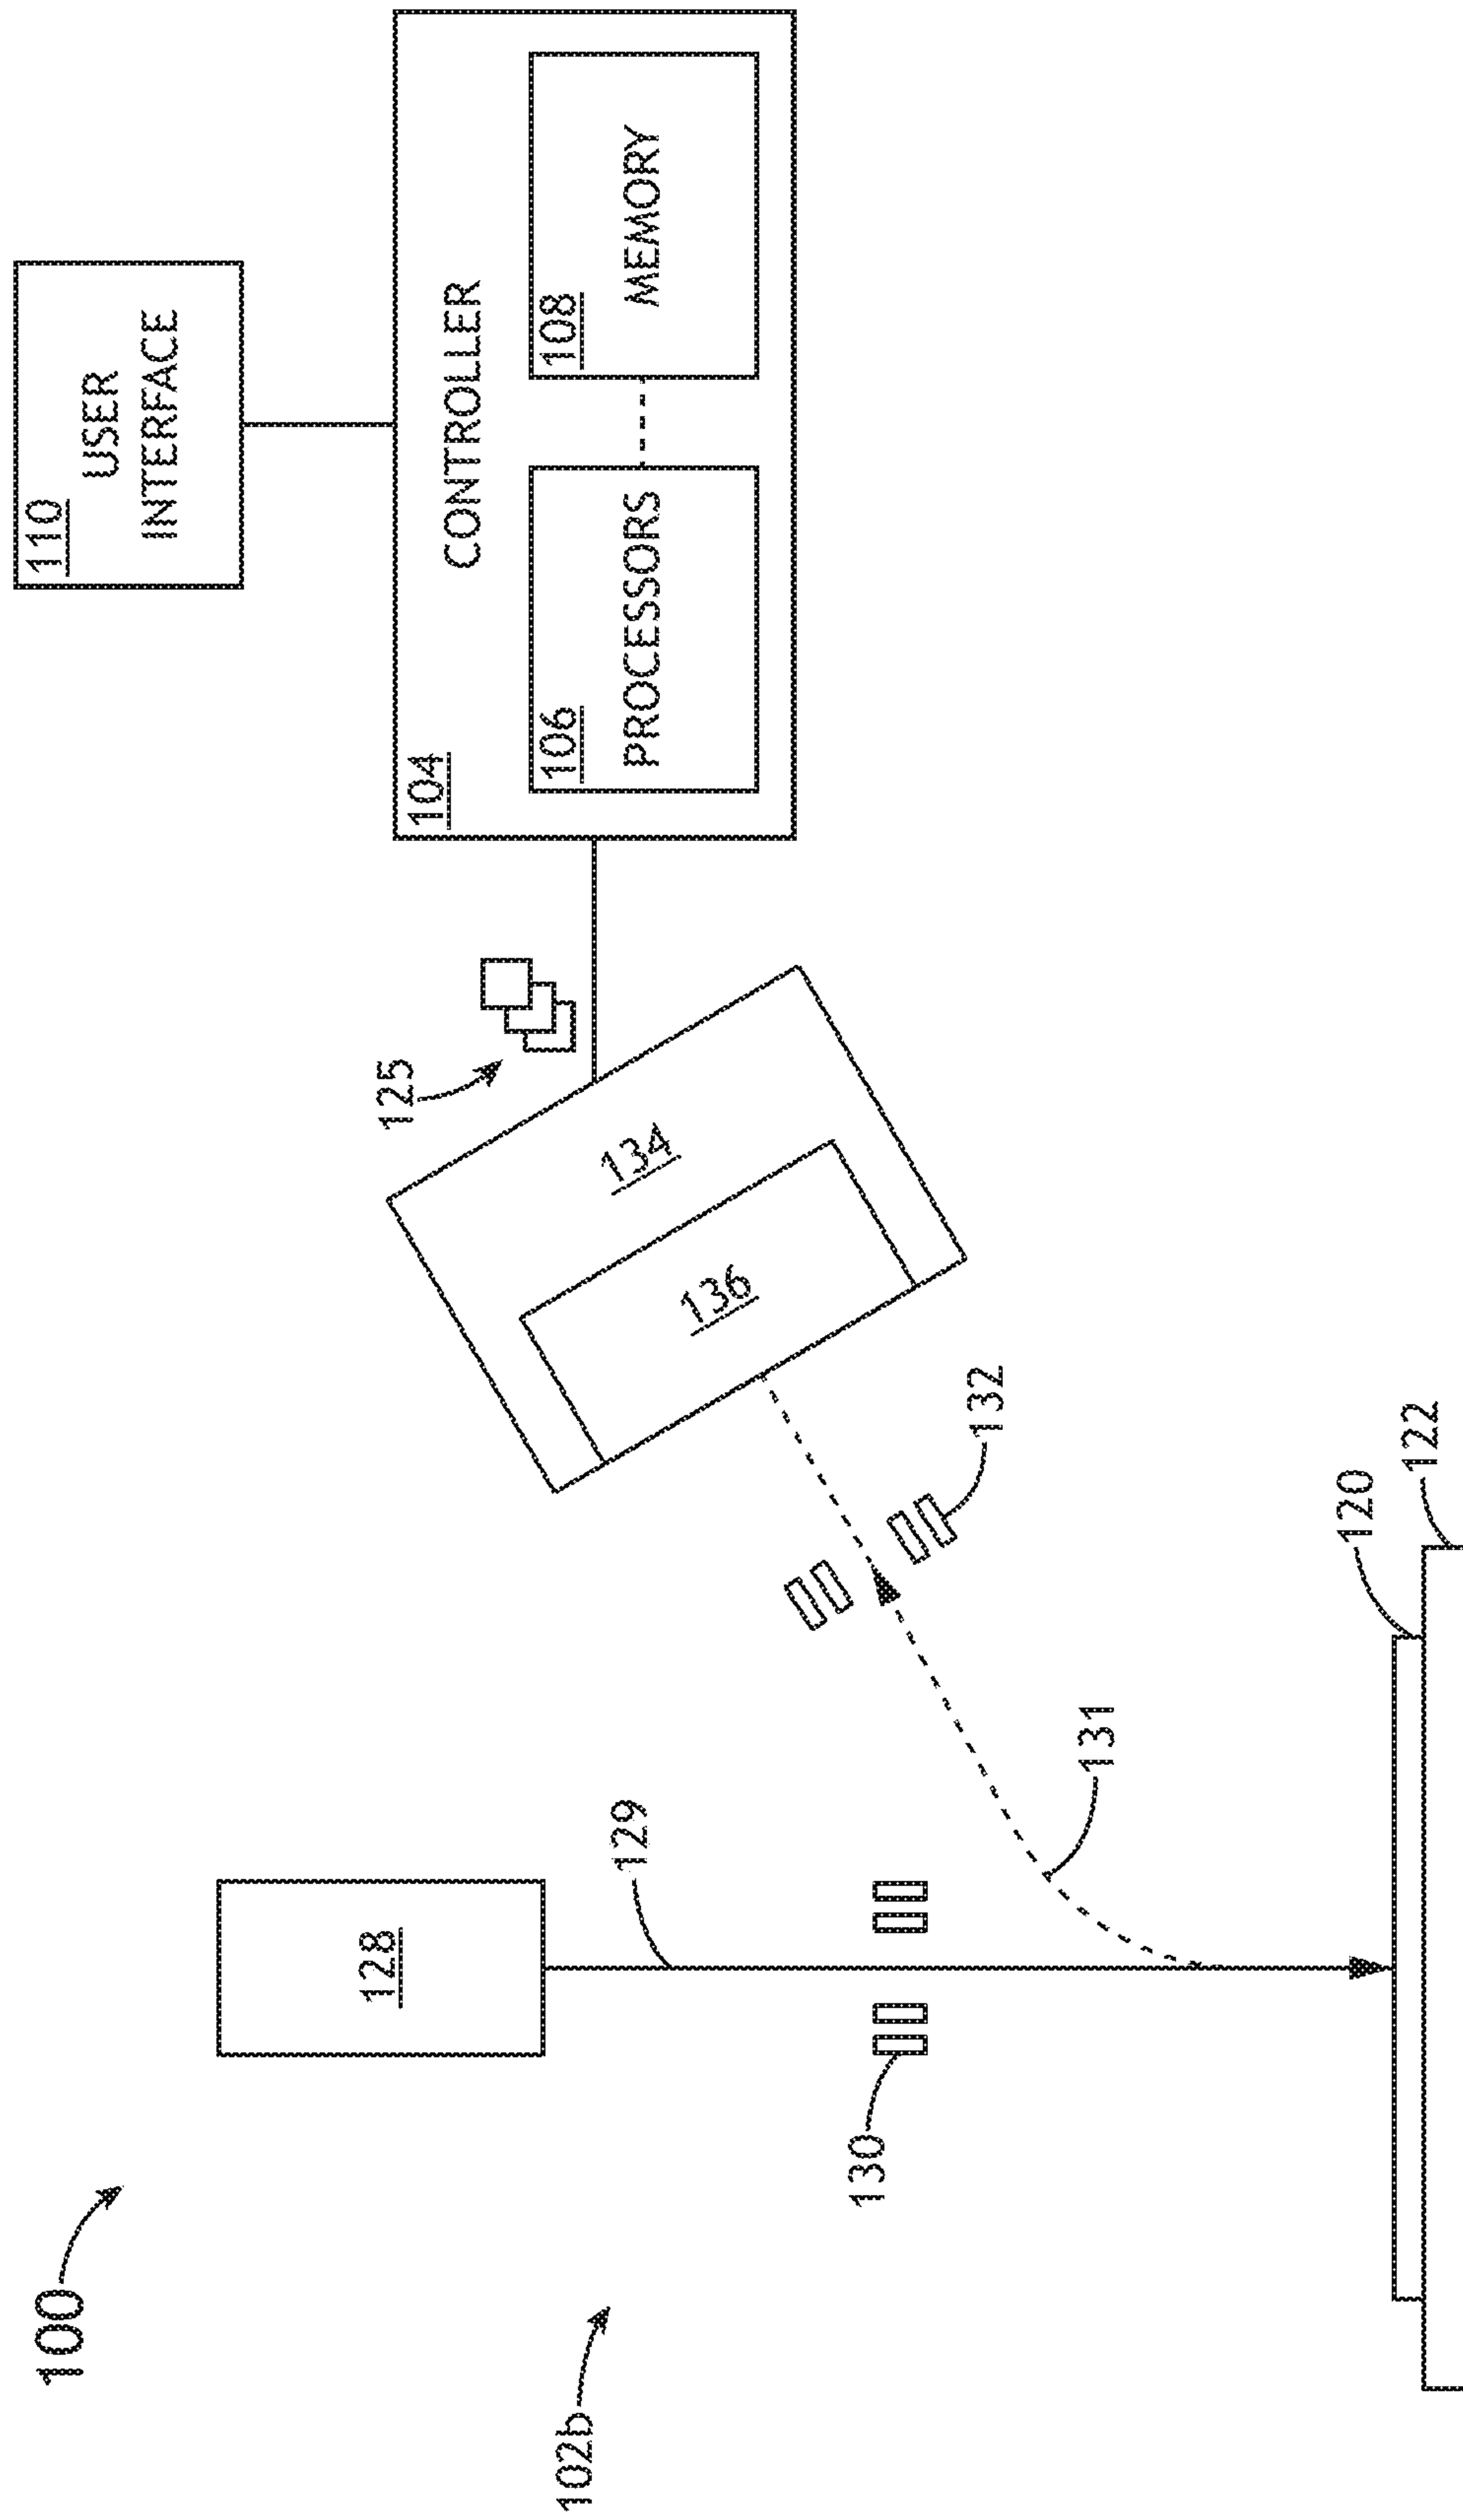 100
102b
110
USER
INTERFACE
104
CONTROLLER
106
PROCESSORS
108
MEMORY
125
134
136
128
129
130
131
132
120
122